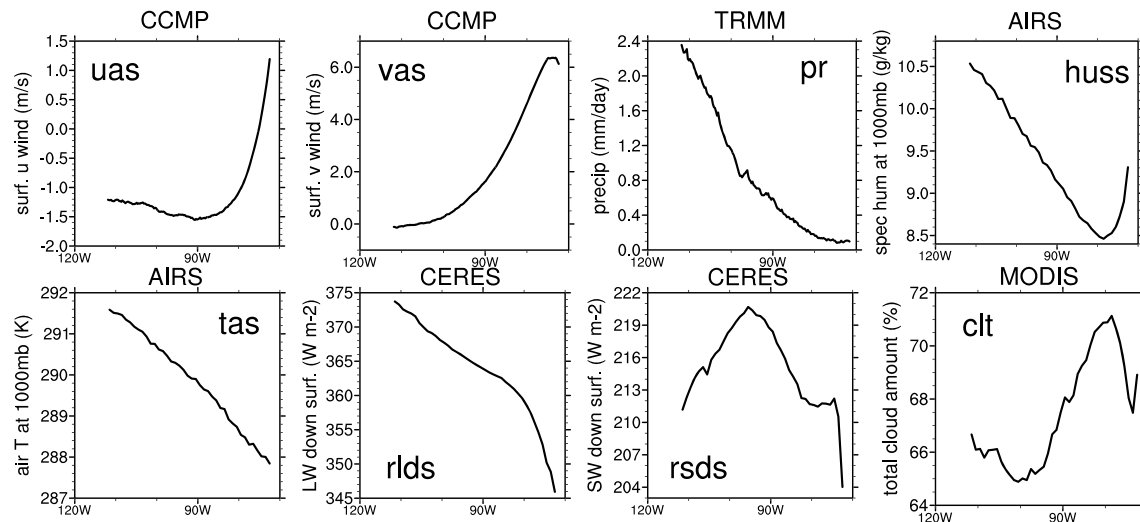 CCMP
surf. u wind (m/s)
1.5
1.0
0.5
0.0
-0.5
-1.0
-1.5
-2.0
120W
90W
uas
CCMP
surf. v wind (m/s)
6.0
4.0
2.0
0.0
120W
90W
vas
TRMM
precip (mm/day)
2.4
2.0
1.6
1.2
0.8
0.4
0.0
120W
90W
pr
AIRS
spec hum at 1000mb (g/kg)
10.5
10.0
9.5
9.0
8.5
120W
90W
huss
AIRS
air T at 1000mb (K)
292
291
290
289
288
287
120W
90W
tas
CERES
LW down surf. (W m-2)
375
370
365
360
355
350
345
120W
90W
rlds
CERES
SW down surf. (W m-2)
222
219
216
213
210
207
204
120W
90W
rsds
MODIS
total cloud amount (%)
72
70
68
66
64
120W
90W
clt